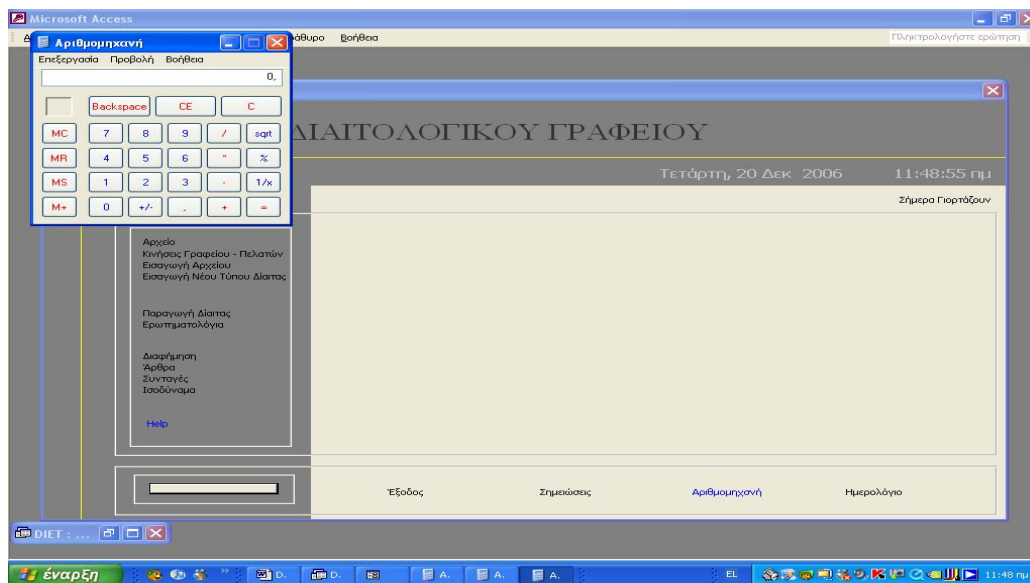 Microsoft Access
άθυρο Βοήθεια
Πληκτρολογήστε ερώτηση
Αριθμομηχανή
Επεξεργασία Προβολή Βοήθεια
0,
Backspace CE C
MC 7 8 9 / sqrt
MR 4 5 6 * %
MS 1 2 3 - 1/x
M+ 0 +/- , + =
ΔΙΑΙΤΟΛΟΓΙΚΟΥ ΓΡΑΦΕΙΟΥ
Τετάρτη, 20 Δεκ 2006 11:48:55 πμ
Σήμερα Γιορτάζουν
Αρχείο
Κινήσεις Γραφείου - Πελατών
Εισαγωγή Αρχείου
Εισαγωγή Νέου Τύπου Δίαιτας
Παραγωγή Δίαιτας
Ερωτηματολόγια
Διαφήμηση
Άρθρα
Συνταγές
Ισοδύναμα
Help
Έξοδος Σημειώσεις Αριθμομηχανή Ημερολόγιο
DIET : ...
έναρξη » D. D. A. A. A. EL 11:48 πμ